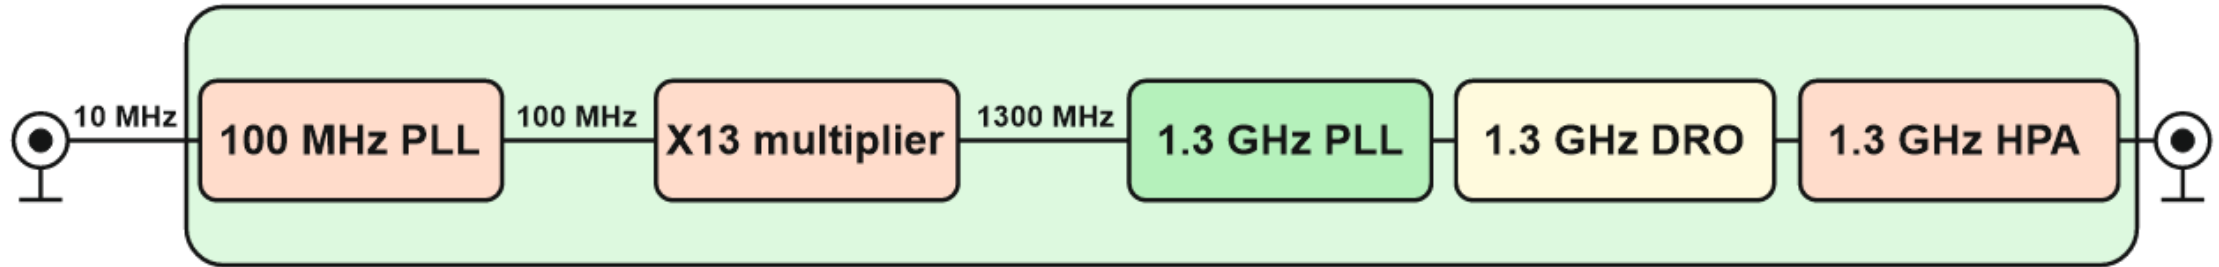 10 MHz
100 MHz PLL
100 MHz
X13 multiplier
1300 MHz
1.3 GHz PLL
1.3 GHz DRO
1.3 GHz HPA